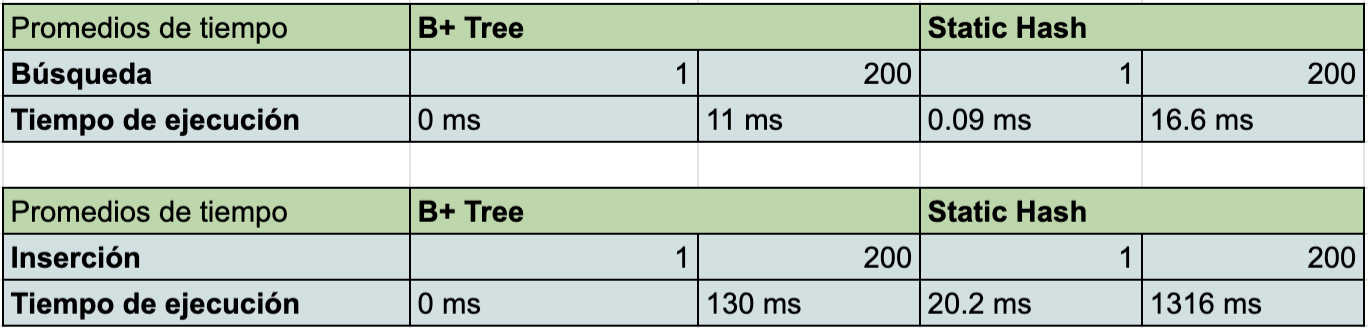 Promedios de tiempo B+ Tree Static Hash
Búsqueda 1 200 1 200
Tiempo de ejecución 0 ms 11 ms 0.09 ms 16.6 ms
Promedios de tiempo B+ Tree Static Hash
Inserción 1 200 1 200
Tiempo de ejecución 0 ms 130 ms 20.2 ms 1316 ms